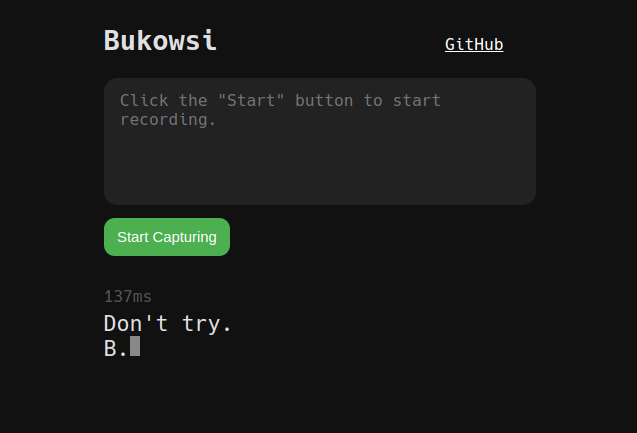 Bukowsi
GitHub
Click the "Start" button to start
recording.
Start Capturing
137ms
Don't try.
B.